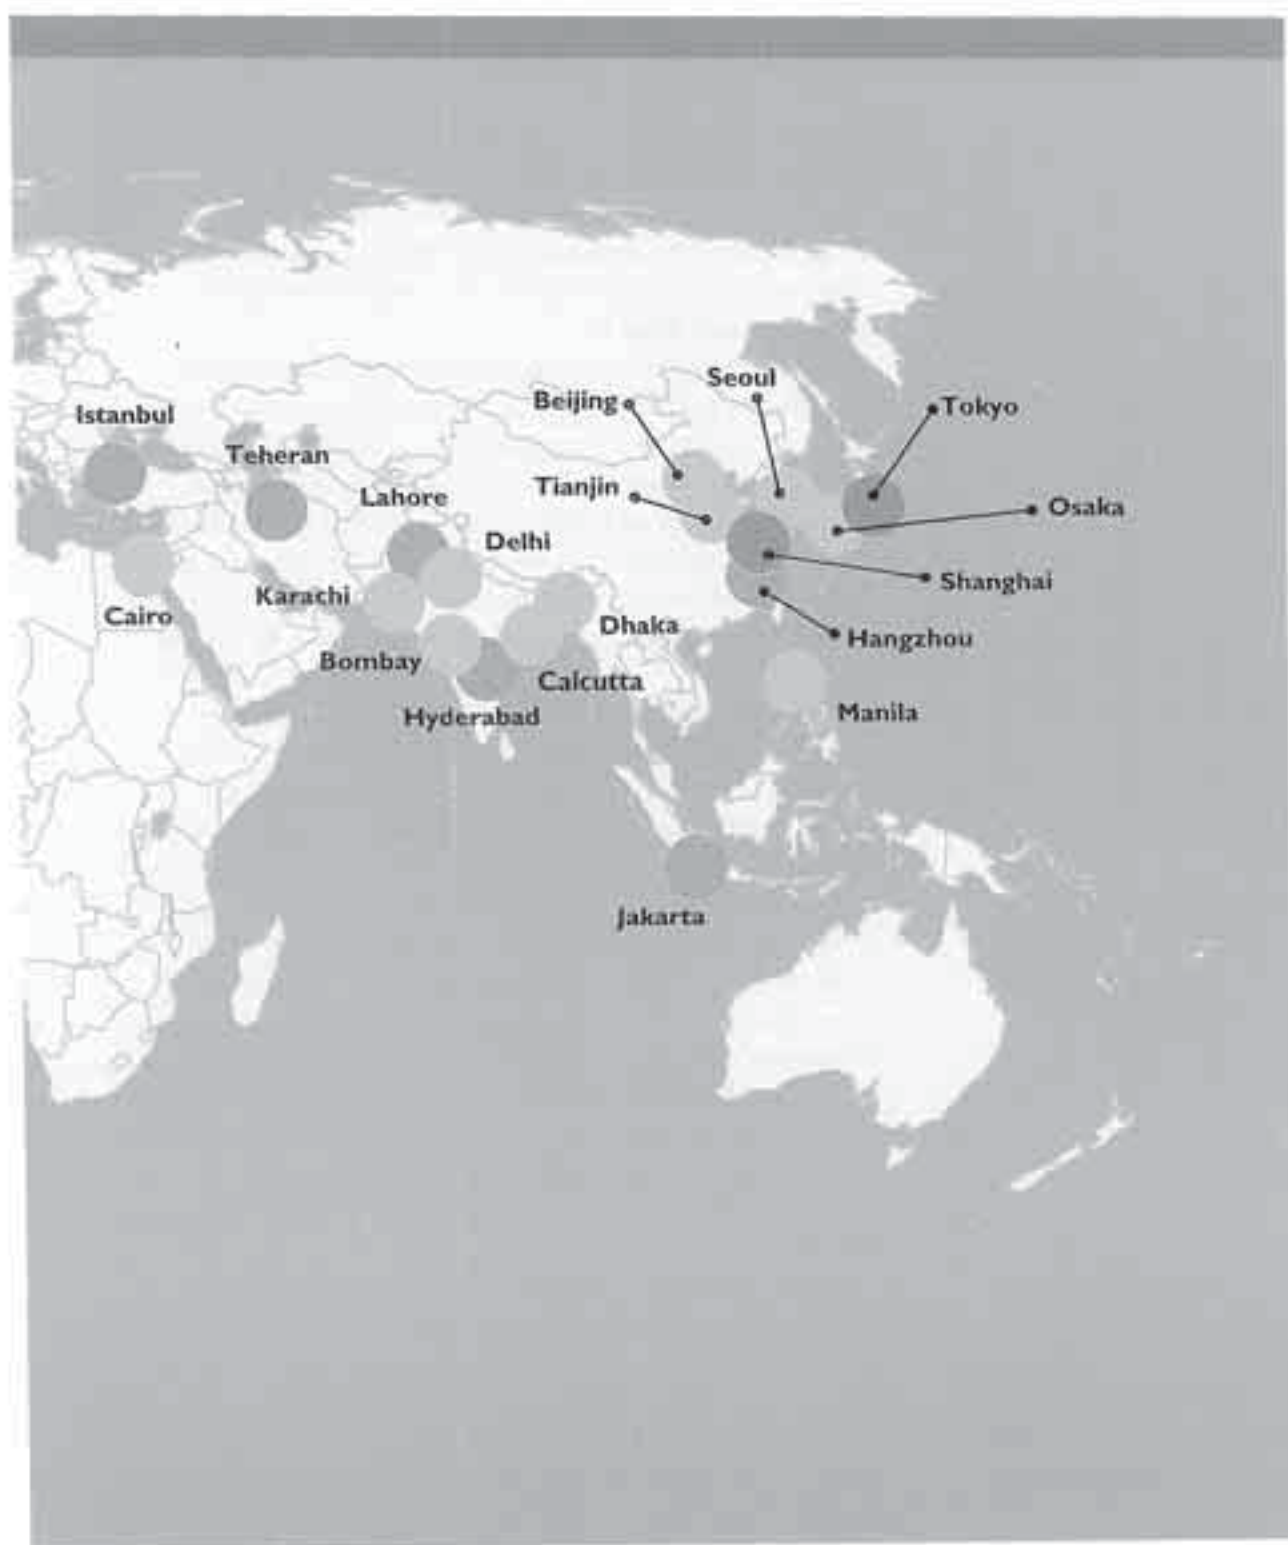 Seoul
Beijing
Tokyo
Istanbul
Teheran
Tianjin
Lahore
Osaka
Delhi
Shanghai
Karachi
Cairo
Dhaka
Hangzhou
Bombay
Calcutta
Hyderabad
Manila
Jakarta